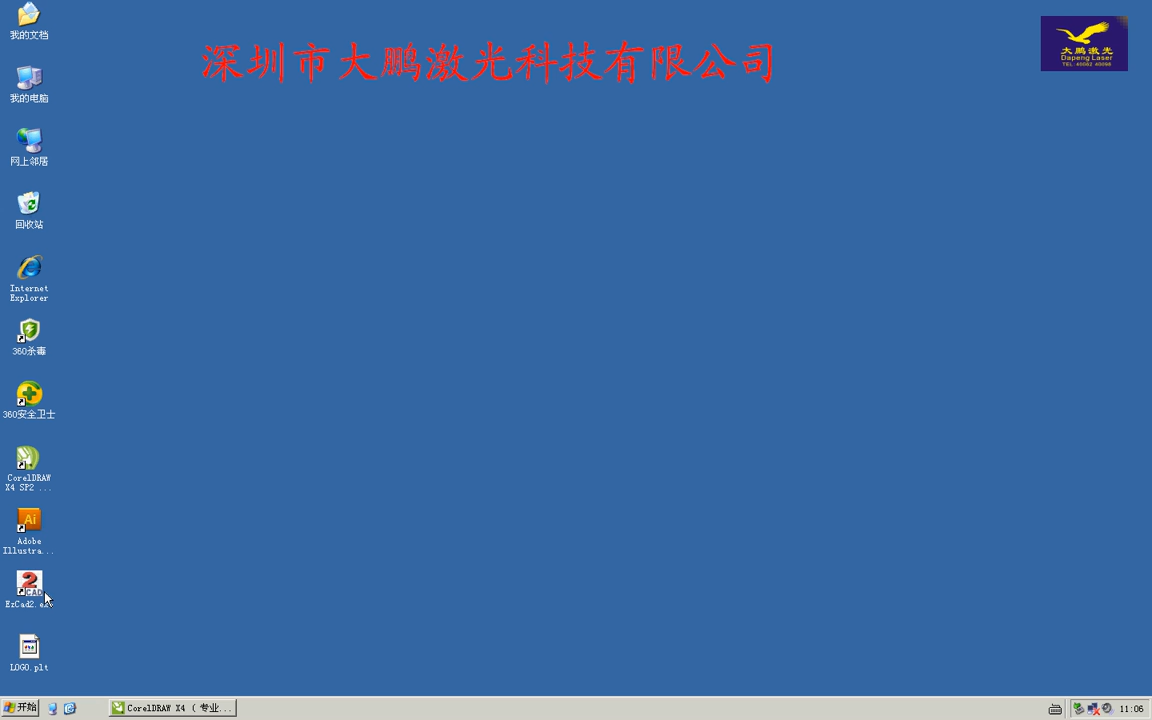 深圳市大鹏激光科技有限公司
大鹏激光
Dapeng Laser
我的文档
我的电脑
网上邻居
回收站
Internet
Explorer
360杀毒
360安全卫士
CorelDRAW
X4 SP2 ...
Ai
Adobe
Illustra...
2
CAD
LOGO.plt
开始
CorelDRAW X4 ( 专业...
11:06